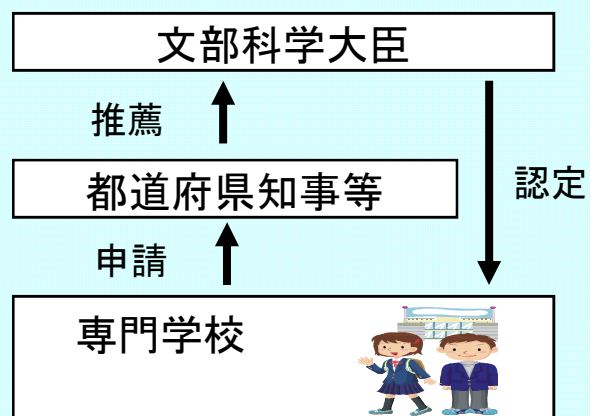 文部科学大臣
推薦
都道府県知事等
認定
申請
専門学校